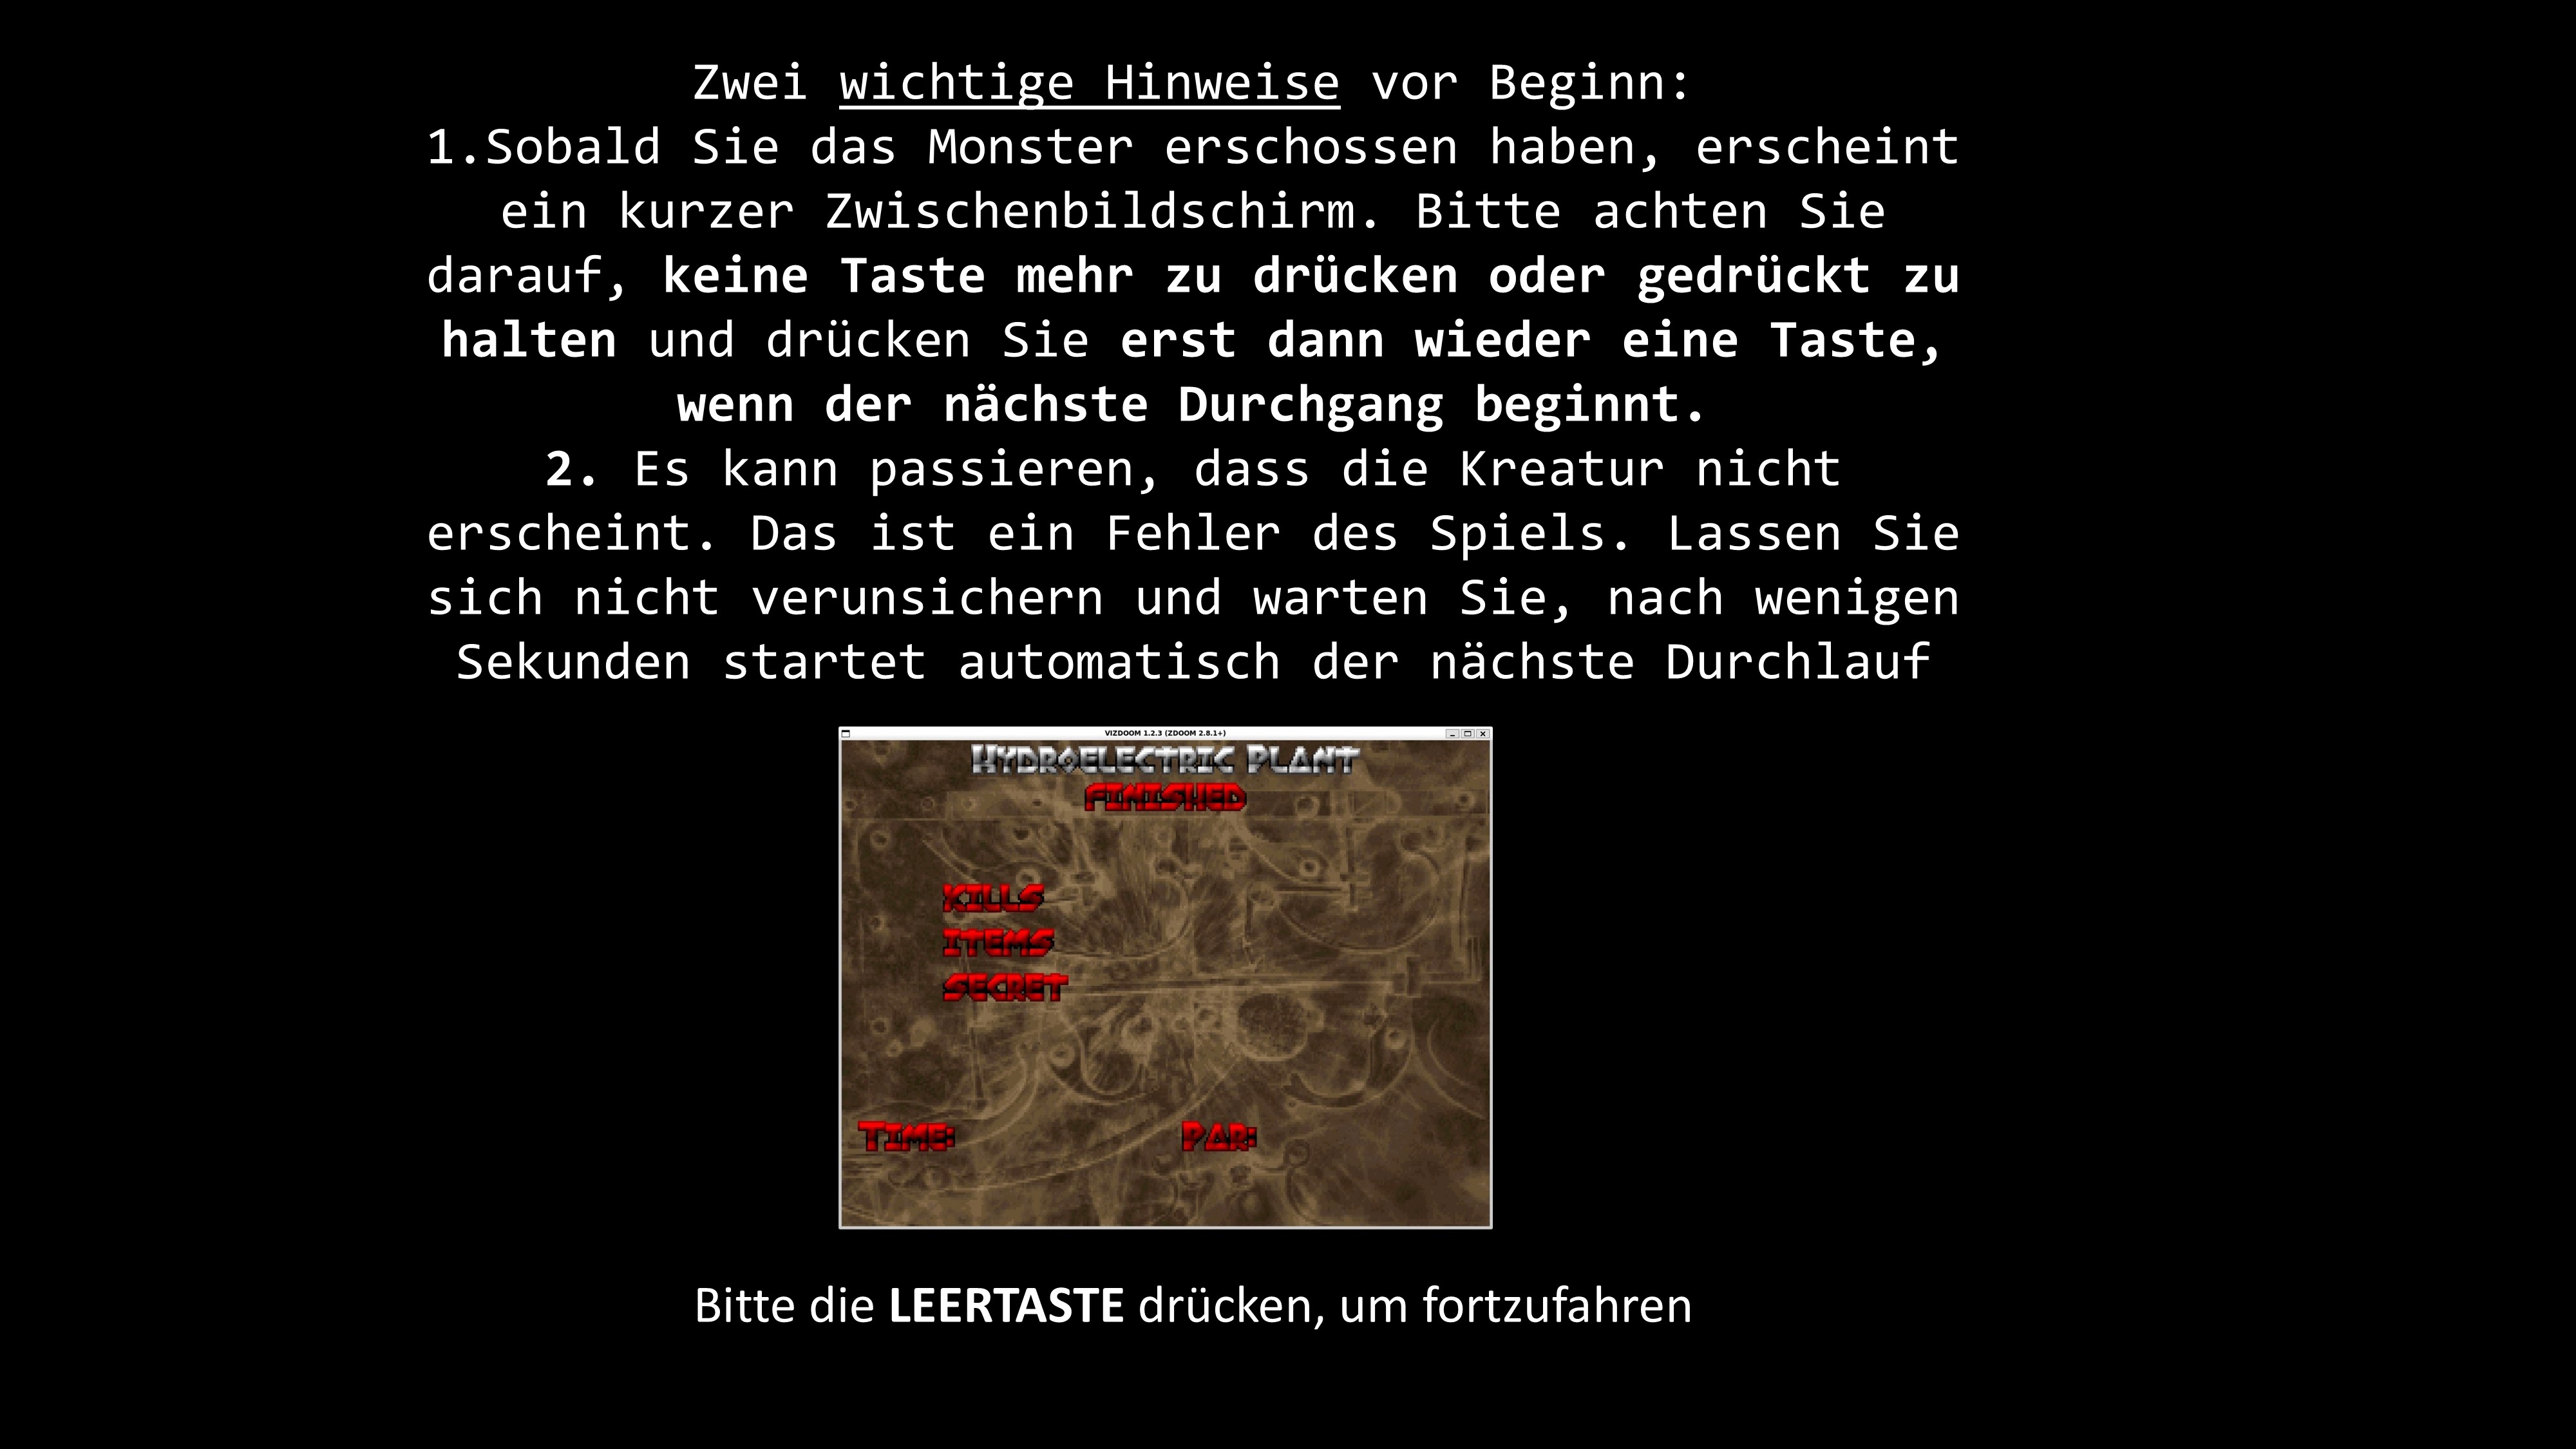 Zwei wichtige Hinweise vor Beginn:
1.Sobald Sie das Monster erschossen haben, erscheint
ein kurzer Zwischenbildschirm. Bitte achten Sie
darauf, keine Taste mehr zu drücken oder gedrückt zu
halten und drücken Sie erst dann wieder eine Taste,
wenn der nächste Durchgang beginnt.
2. Es kann passieren, dass die Kreatur nicht
erscheint. Das ist ein Fehler des Spiels. Lassen Sie
sich nicht verunsichern und warten Sie, nach wenigen
Sekunden startet automatisch der nächste Durchlauf
VIZDOOM 1.2.3 (ZDOOM 2.8.1+)
HYDROELECTRIC PLANT
FINISHED
KILLS
ITEMS
SECRET
TIME: PAR:
Bitte die LEERTASTE drücken, um fortzufahren